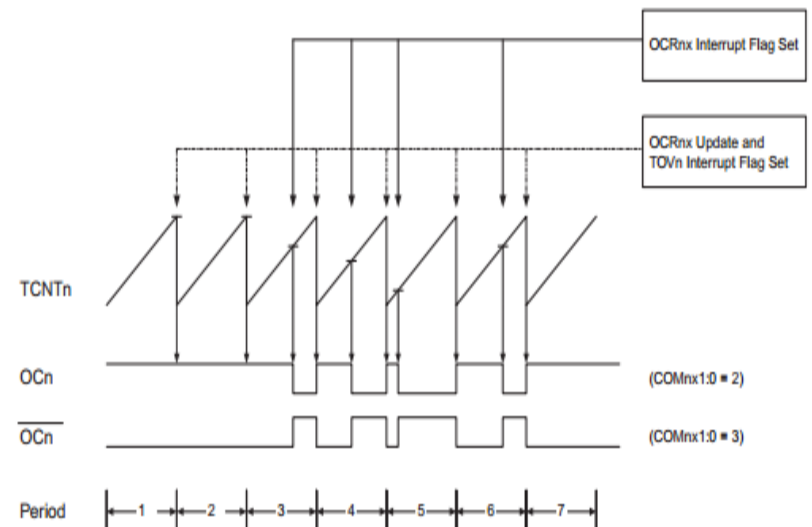 OCRnx Interrupt Flag Set
OCRnx Update and
TOVn Interrupt Flag Set
TCNTn
OCn
(COMnx1:0 = 2)
OCn
(COMnx1:0 = 3)
Period
1 2 3 4 5 6 7